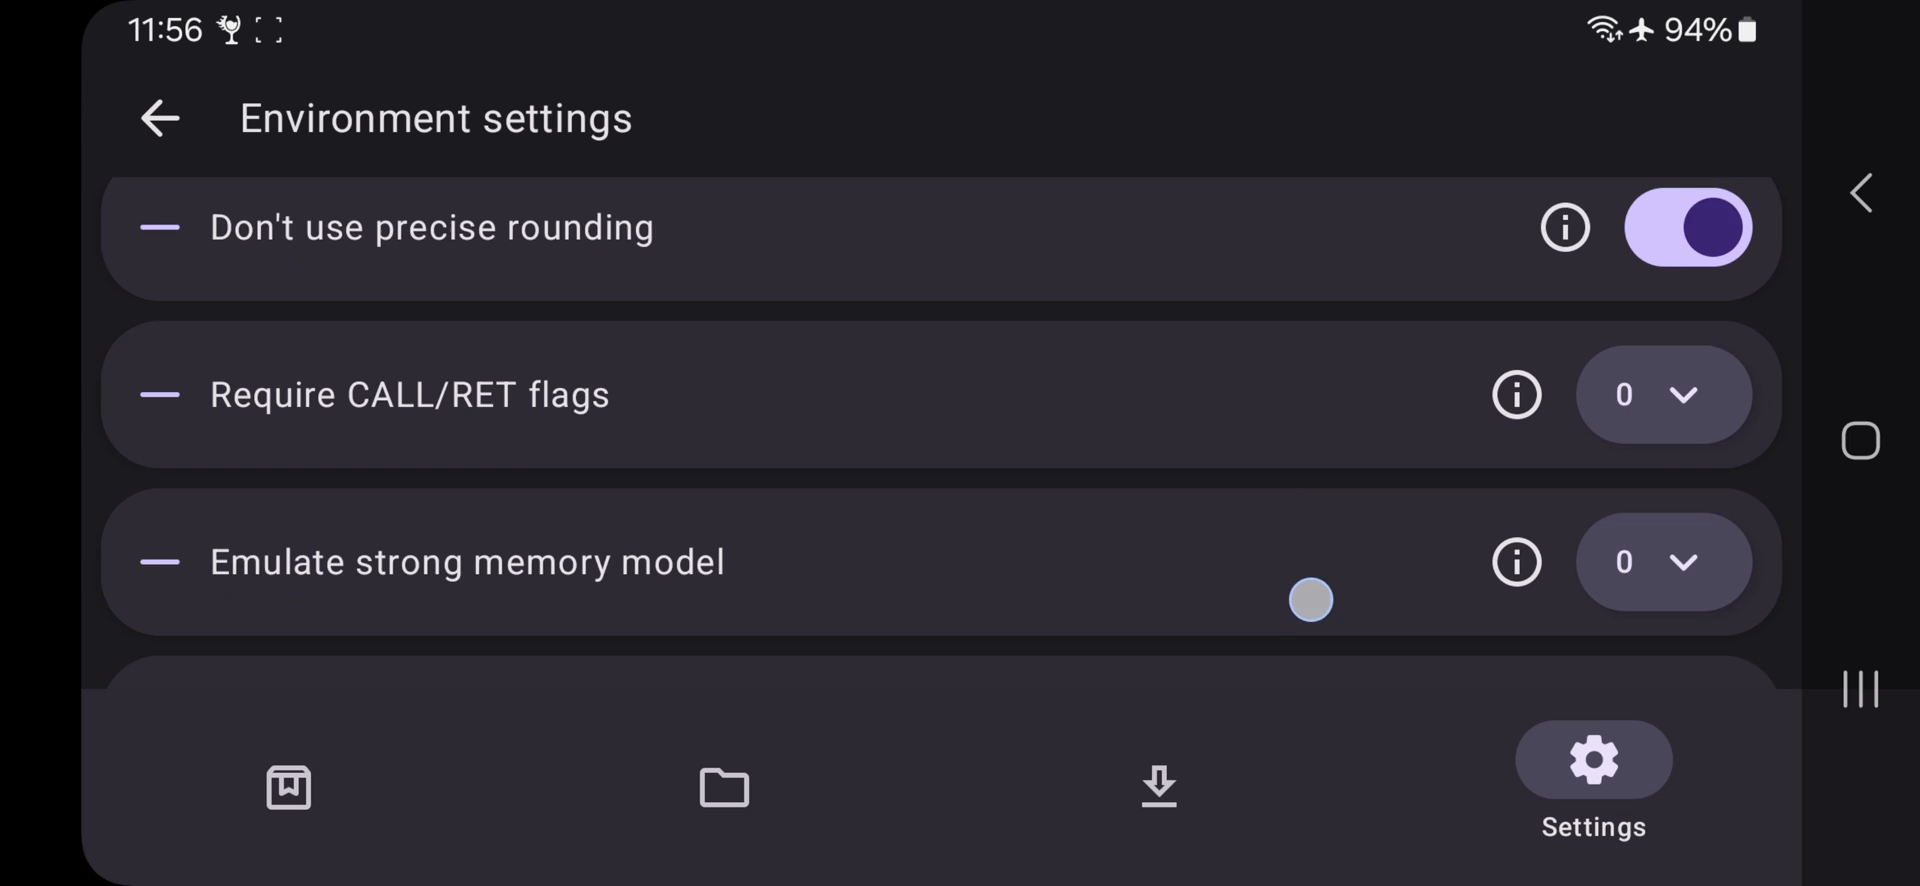 11:56
94%
Environment settings
Don't use precise rounding
Require CALL/RET flags
0
Emulate strong memory model
0
Settings